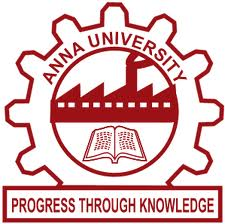 ANNA UNIVERSITY
PROGRESS THROUGH KNOWLEDGE